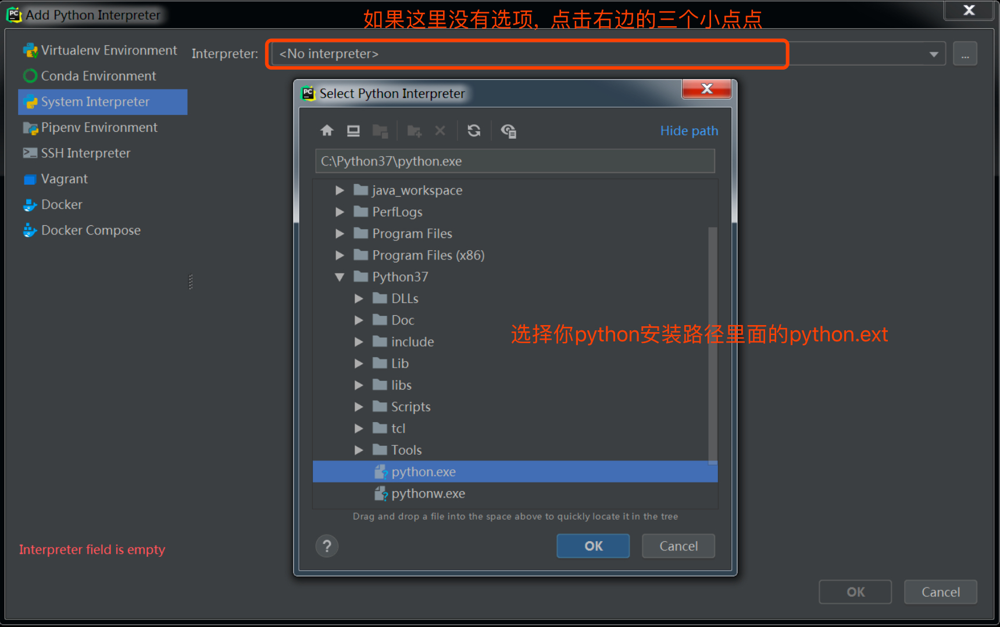 Add Python Interpreter
如果这里没有选项，点击右边的三个小点点
Virtualenv Environment
Conda Environment
System Interpreter
Pipenv Environment
SSH Interpreter
Vagrant
Docker
Docker Compose
Interpreter: <No interpreter> ...
Select Python Interpreter
Hide path
C:\Python37\python.exe
java_workspace
PerfLogs
Program Files
Program Files (x86)
Python37
DLLs
Doc
include
选择你python安装路径里面的python.ext
Lib
libs
Scripts
tcl
Tools
python.exe
pythonw.exe
Drag and drop a file into the space above to quickly locate it in the tree
? OK Cancel
Interpreter field is empty
OK Cancel